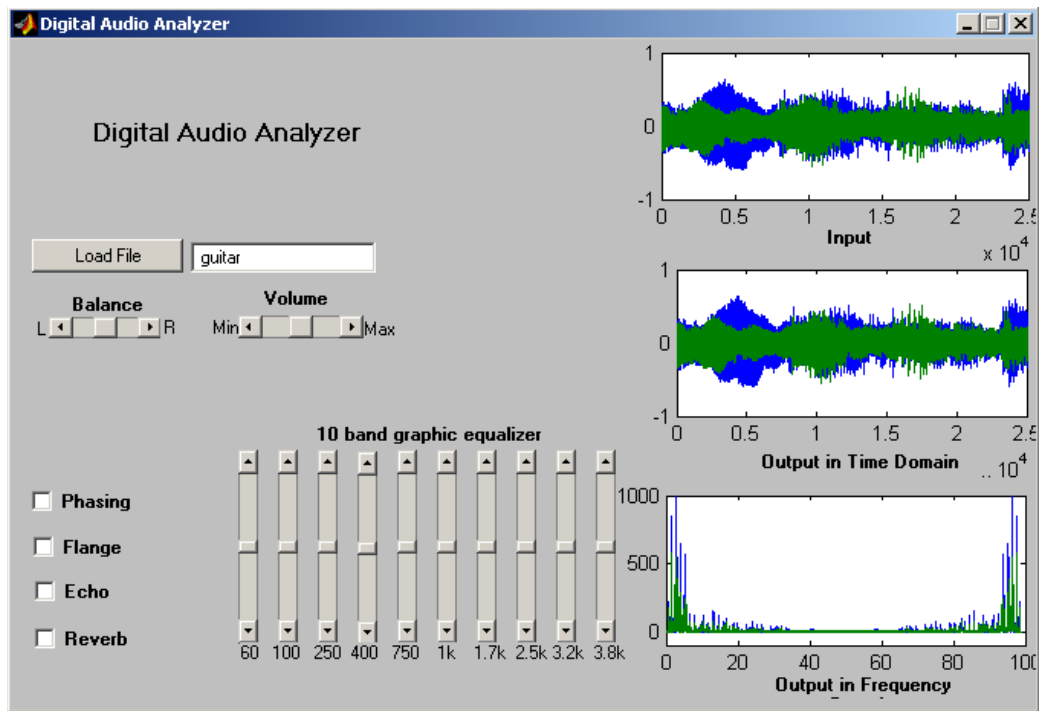 Digital Audio Analyzer
Digital Audio Analyzer
Load File
guitar
Balance
L
R
Volume
Min
Max
10 band graphic equalizer
60 100 250 400 750 1k 1.7k 2.5k 3.2k 3.8k
Phasing
Flange
Echo
Reverb
1
0
-1
0 0.5 1 1.5 2 2.5
Input
x 10^4
1
0
-1
0 0.5 1 1.5 2 2.5
Output in Time Domain
10^4
1000
500
0
0 20 40 60 80 100
Output in Frequency